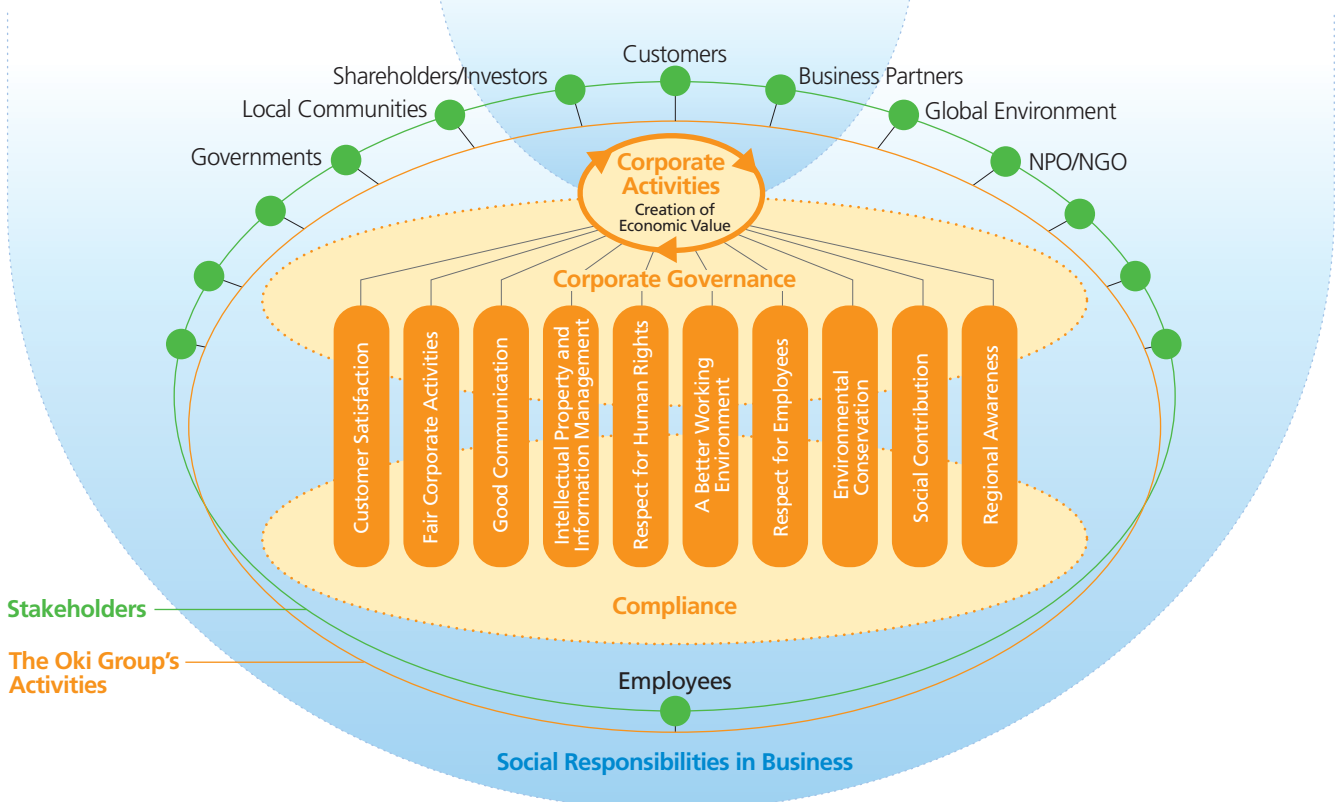 Customers
Shareholders/Investors
Business Partners
Local Communities
Global Environment
Governments
NPO/NGO
Corporate
Activities
Creation of
Economic Value
Corporate Governance
Customer Satisfaction
Fair Corporate Activities
Good Communication
Intellectual Property and
Information Management
Respect for Human Rights
A Better Working
Environment
Respect for Employees
Environmental
Conservation
Social Contribution
Regional Awareness
Compliance
Stakeholders
The Oki Group's
Activities
Employees
Social Responsibilities in Business